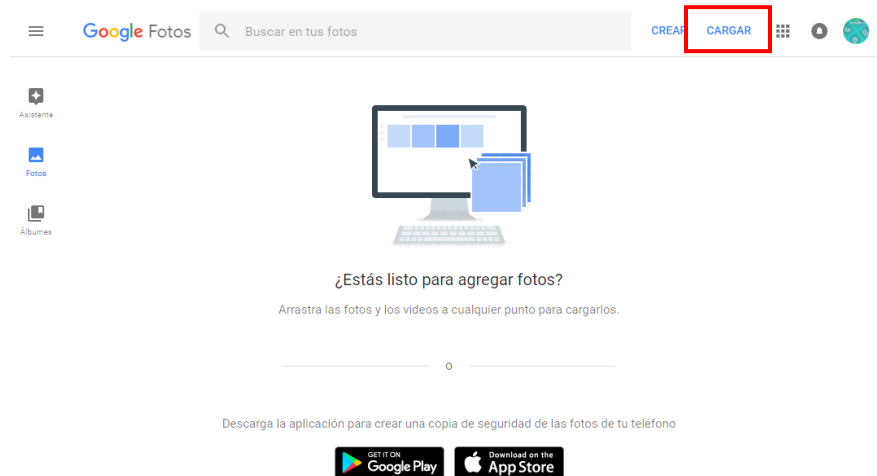 Google Fotos
Buscar en tus fotos
CREAR
CARGAR
Asistente
Fotos
Álbumes
¿Estás listo para agregar fotos?
Arrastra las fotos y los videos a cualquier punto para cargarlos.
O
Descarga la aplicación para crear una copia de seguridad de las fotos de tu teléfono
GET IT ON
Google Play
Download on the
App Store